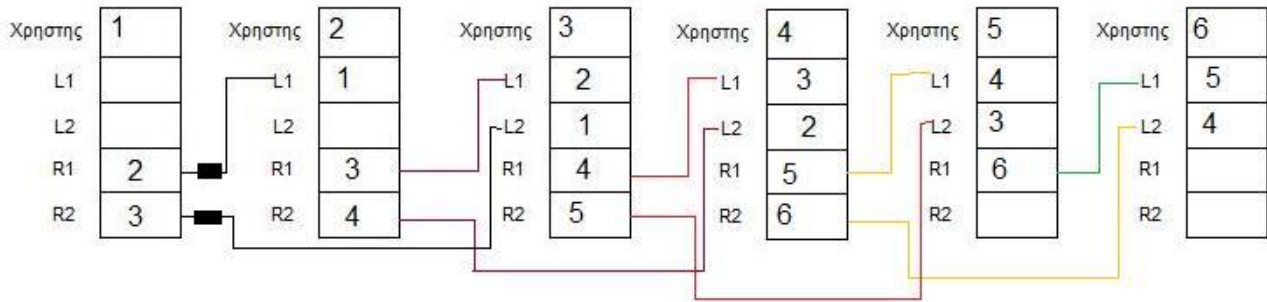 Χρηστης 1 Χρηστης 2 Χρηστης 3 Χρηστης 4 Χρηστης 5 Χρηστης 6
L1 L1 1 L1 2 L1 3 L1 4 L1 5
L2 L2 L2 1 L2 2 L2 3 L2 4
R1 2 R1 3 R1 4 R1 5 R1 6 R1
R2 3 R2 4 R2 5 R2 6 R2 R2